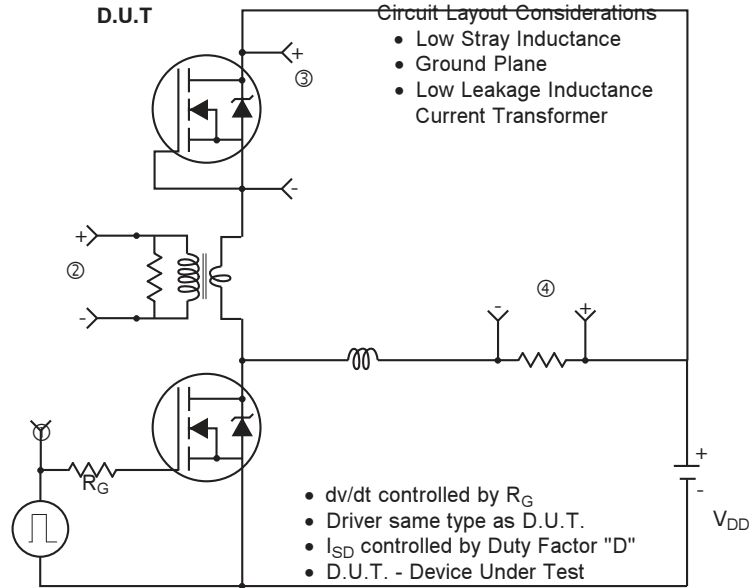 D.U.T
Circuit Layout Considerations
• Low Stray Inductance
• Ground Plane
• Low Leakage Inductance
Current Transformer
+
③
-
+
②
-
- ④ +
①
R_G
+
-
V_DD
• dv/dt controlled by R_G
• Driver same type as D.U.T.
• I_SD controlled by Duty Factor "D"
• D.U.T. - Device Under Test